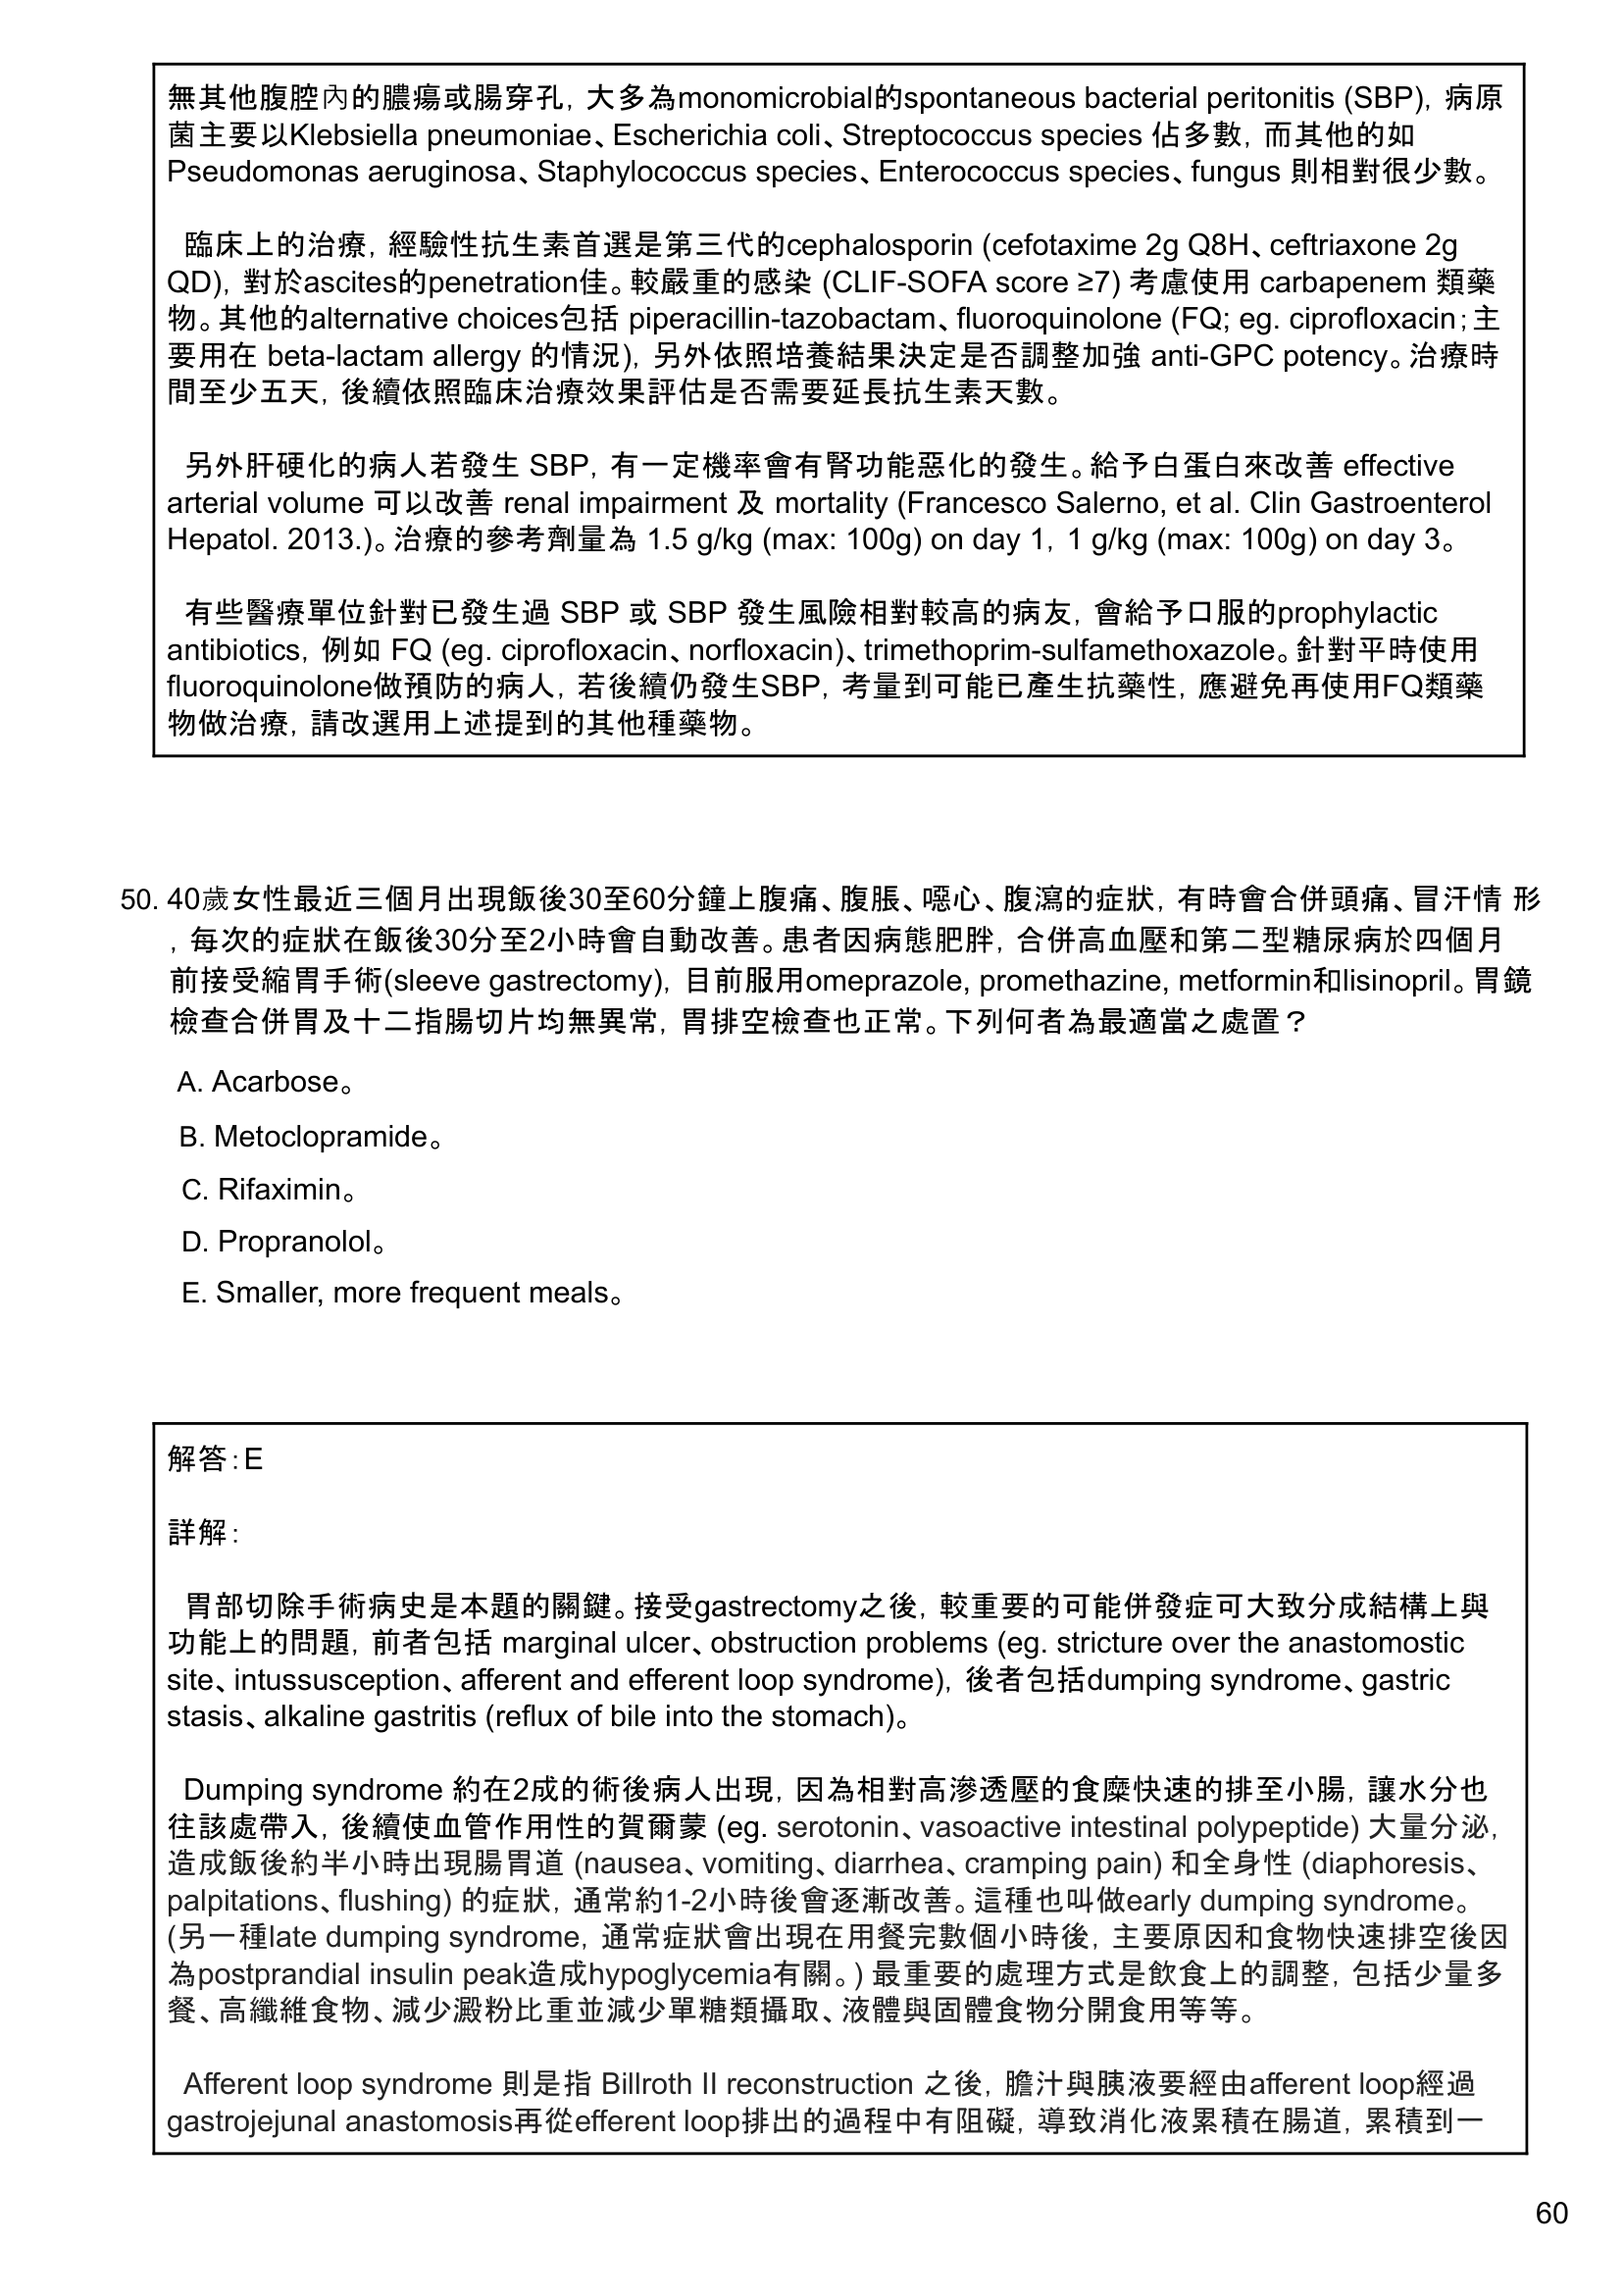 無其他腹腔內的膿瘍或腸穿孔，大多為monomicrobial的spontaneous bacterial peritonitis (SBP)，病原
菌主要以Klebsiella pneumoniae、Escherichia coli、Streptococcus species 佔多數，而其他的如
Pseudomonas aeruginosa、Staphylococcus species、Enterococcus species、fungus 則相對很少數。
臨床上的治療，經驗性抗生素首選是第三代的cephalosporin (cefotaxime 2g Q8H、ceftriaxone 2g
QD)，對於ascites的penetration佳。較嚴重的感染 (CLIF-SOFA score ≥7) 考慮使用 carbapenem 類藥
物。其他的alternative choices包括 piperacillin-tazobactam、fluoroquinolone (FQ; eg. ciprofloxacin；主
要用在 beta-lactam allergy 的情況)，另外依照培養結果決定是否調整加強 anti-GPC potency。治療時
間至少五天，後續依照臨床治療效果評估是否需要延長抗生素天數。
另外肝硬化的病人若發生 SBP，有一定機率會有腎功能惡化的發生。給予白蛋白來改善 effective
arterial volume 可以改善 renal impairment 及 mortality (Francesco Salerno, et al. Clin Gastroenterol
Hepatol. 2013.)。治療的參考劑量為 1.5 g/kg (max: 100g) on day 1，1 g/kg (max: 100g) on day 3。
有些醫療單位針對已發生過 SBP 或 SBP 發生風險相對較高的病友，會給予口服的prophylactic
antibiotics，例如 FQ (eg. ciprofloxacin、norfloxacin)、trimethoprim-sulfamethoxazole。針對平時使用
fluoroquinolone做預防的病人，若後續仍發生SBP，考量到可能已產生抗藥性，應避免再使用FQ類藥
物做治療，請改選用上述提到的其他種藥物。
50. 40歲女性最近三個月出現飯後30至60分鐘上腹痛、腹脹、噁心、腹瀉的症狀，有時會合併頭痛、冒汗情 形
，每次的症狀在飯後30分至2小時會自動改善。患者因病態肥胖，合併高血壓和第二型糖尿病於四個月
前接受縮胃手術(sleeve gastrectomy)，目前服用omeprazole, promethazine, metformin和lisinopril。胃鏡
檢查合併胃及十二指腸切片均無異常，胃排空檢查也正常。下列何者為最適當之處置？
A. Acarbose。
B. Metoclopramide。
C. Rifaximin。
D. Propranolol。
E. Smaller, more frequent meals。
解答：E
詳解：
胃部切除手術病史是本題的關鍵。接受gastrectomy之後，較重要的可能併發症可大致分成結構上與
功能上的問題，前者包括 marginal ulcer、obstruction problems (eg. stricture over the anastomostic
site、intussusception、afferent and efferent loop syndrome)，後者包括dumping syndrome、gastric
stasis、alkaline gastritis (reflux of bile into the stomach)。
Dumping syndrome 約在2成的術後病人出現，因為相對高滲透壓的食糜快速的排至小腸，讓水分也
往該處帶入，後續使血管作用性的賀爾蒙 (eg. serotonin、vasoactive intestinal polypeptide) 大量分泌，
造成飯後約半小時出現腸胃道 (nausea、vomiting、diarrhea、cramping pain) 和全身性 (diaphoresis、
palpitations、flushing) 的症狀，通常約1-2小時後會逐漸改善。這種也叫做early dumping syndrome。
(另一種late dumping syndrome，通常症狀會出現在用餐完數個小時後，主要原因和食物快速排空後因
為postprandial insulin peak造成hypoglycemia有關。) 最重要的處理方式是飲食上的調整，包括少量多
餐、高纖維食物、減少澱粉比重並減少單糖類攝取、液體與固體食物分開食用等等。
Afferent loop syndrome 則是指 Billroth II reconstruction 之後，膽汁與胰液要經由afferent loop經過
gastrojejunal anastomosis再從efferent loop排出的過程中有阻礙，導致消化液累積在腸道，累積到一
60